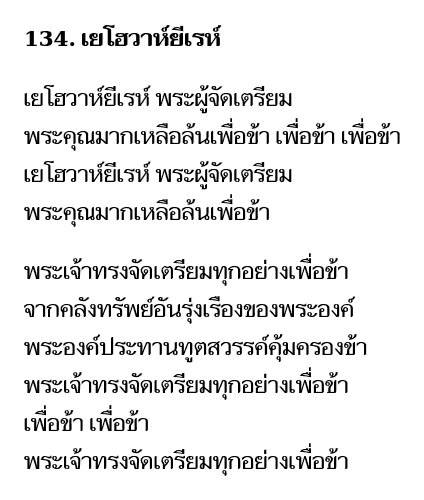 134. เยโฮวาห์ยีเรห์
เยโฮวาห์ยีเรห์ พระผู้จัดเตรียม
พระคุณมากเหลือล้นเพื่อข้า เพื่อข้า เพื่อข้า
เยโฮวาห์ยีเรห์ พระผู้จัดเตรียม
พระคุณมากเหลือล้นเพื่อข้า
พระเจ้าทรงจัดเตรียมทุกอย่างเพื่อข้า
จากคลังทรัพย์อันรุ่งเรืองของพระองค์
พระองค์ประทานทูตสวรรค์คุ้มครองข้า
พระเจ้าทรงจัดเตรียมทุกอย่างเพื่อข้า
เพื่อข้า เพื่อข้า
พระเจ้าทรงจัดเตรียมทุกอย่างเพื่อข้า